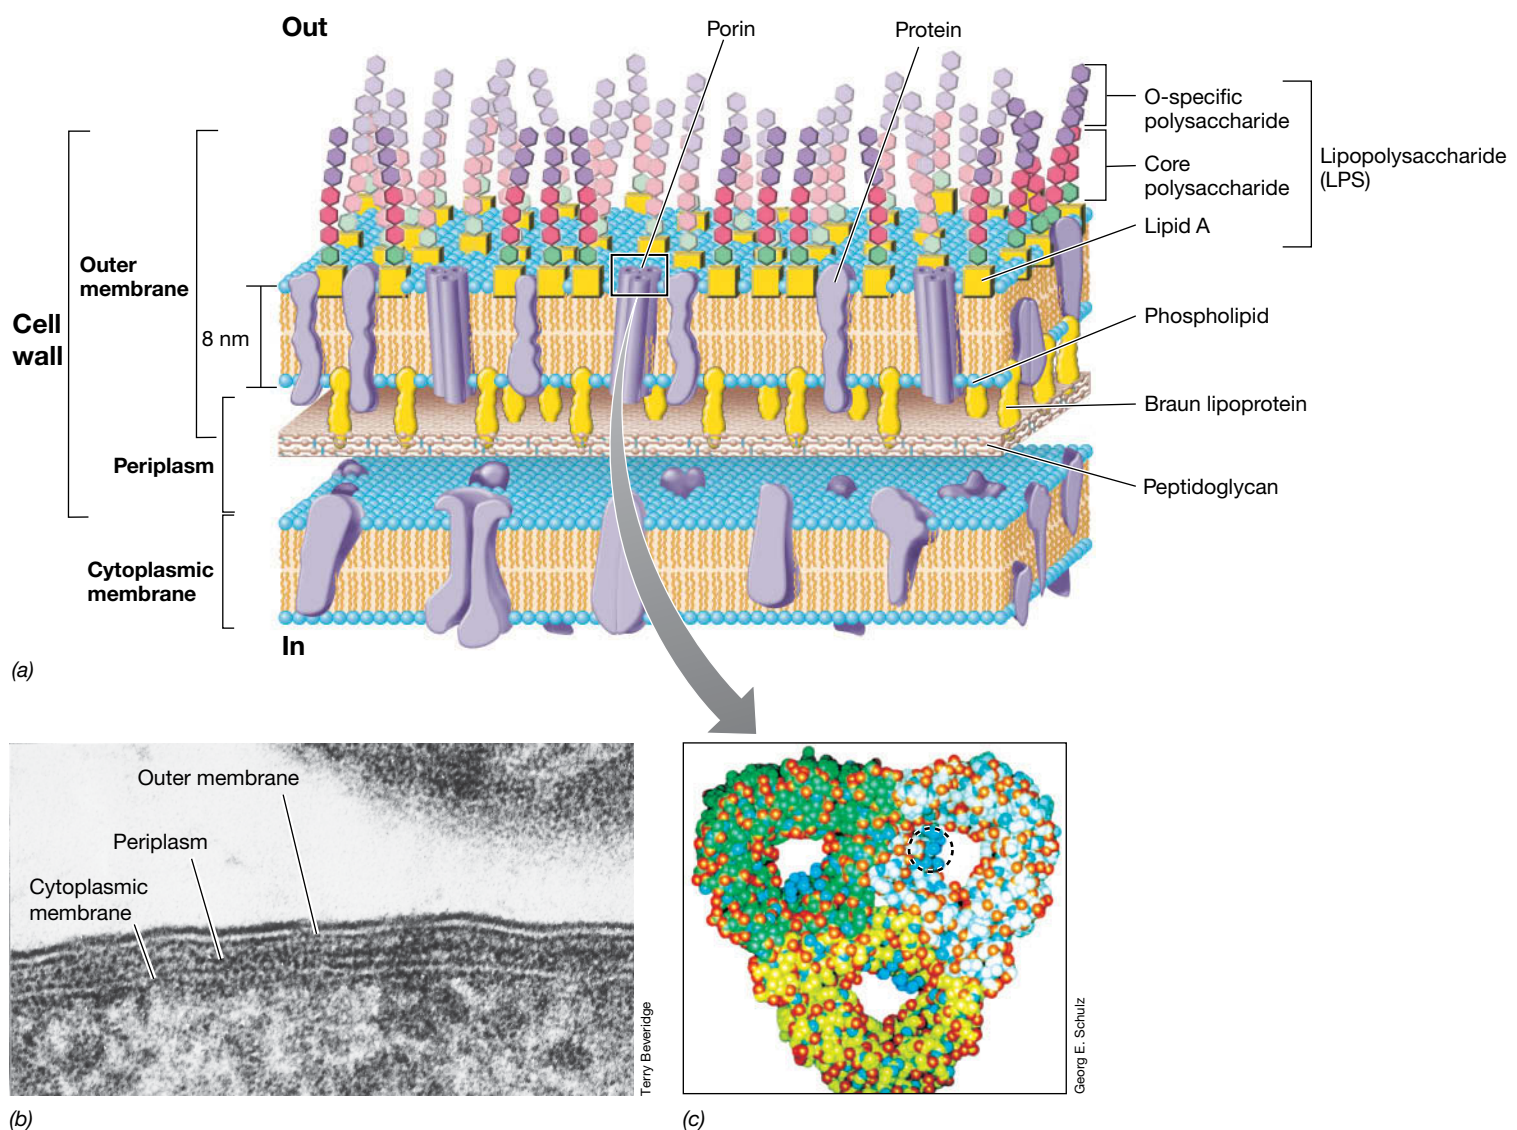 Out
Porin
Protein
O-specific
polysaccharide
Core
polysaccharide
Lipopolysaccharide
(LPS)
Lipid A
Outer
membrane
Cell
wall
8 nm
Phospholipid
Braun lipoprotein
Periplasm
Peptidoglycan
Cytoplasmic
membrane
In
(a)
Outer membrane
Periplasm
Cytoplasmic
membrane
Terry Beveridge
(b)
Georg E. Schulz
(c)